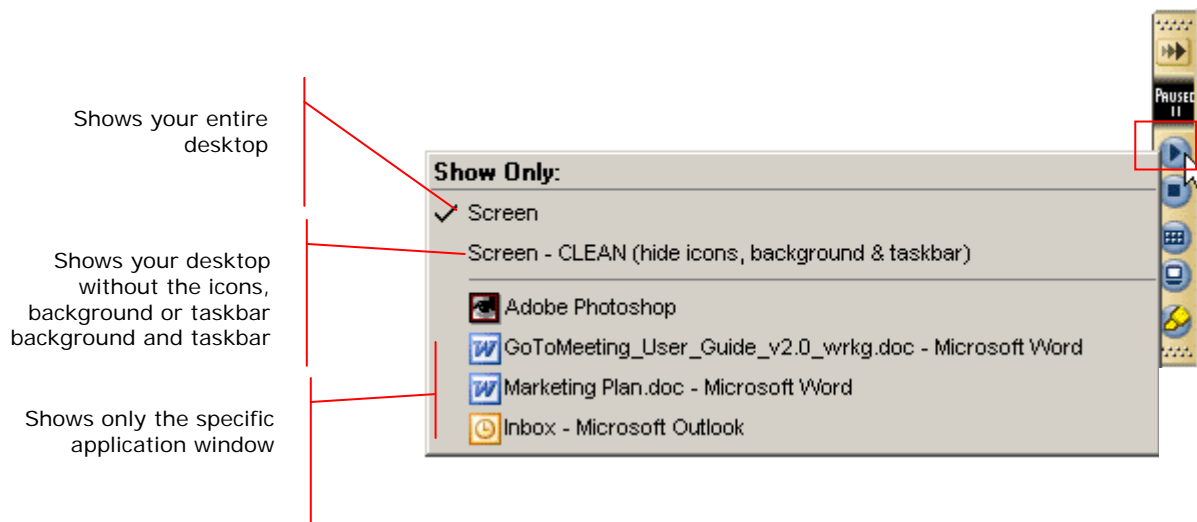 PAUSED
Shows your entire
desktop
Show Only:
Screen
Screen - CLEAN (hide icons, background & taskbar)
Shows your desktop
without the icons,
background or taskbar
background and taskbar
Adobe Photoshop
GoToMeeting_User_Guide_v2.0_wrkg.doc - Microsoft Word
Marketing Plan.doc - Microsoft Word
Shows only the specific
application window
Inbox - Microsoft Outlook